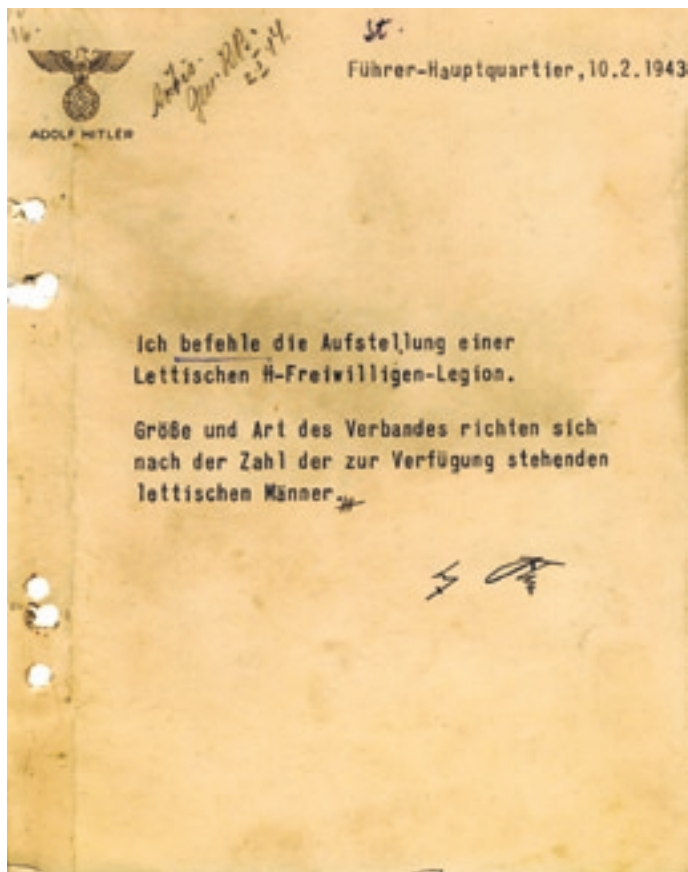 16.
St.
Führer-Hauptquartier, 10.2.1943
ADOLF HITLER
Ich befehle die Aufstellung einer
Lettischen ᛋᛋ-Freiwilligen-Legion.
Größe und Art des Verbandes richten sich
nach der Zahl der zur Verfügung stehenden
lettischen Männer.